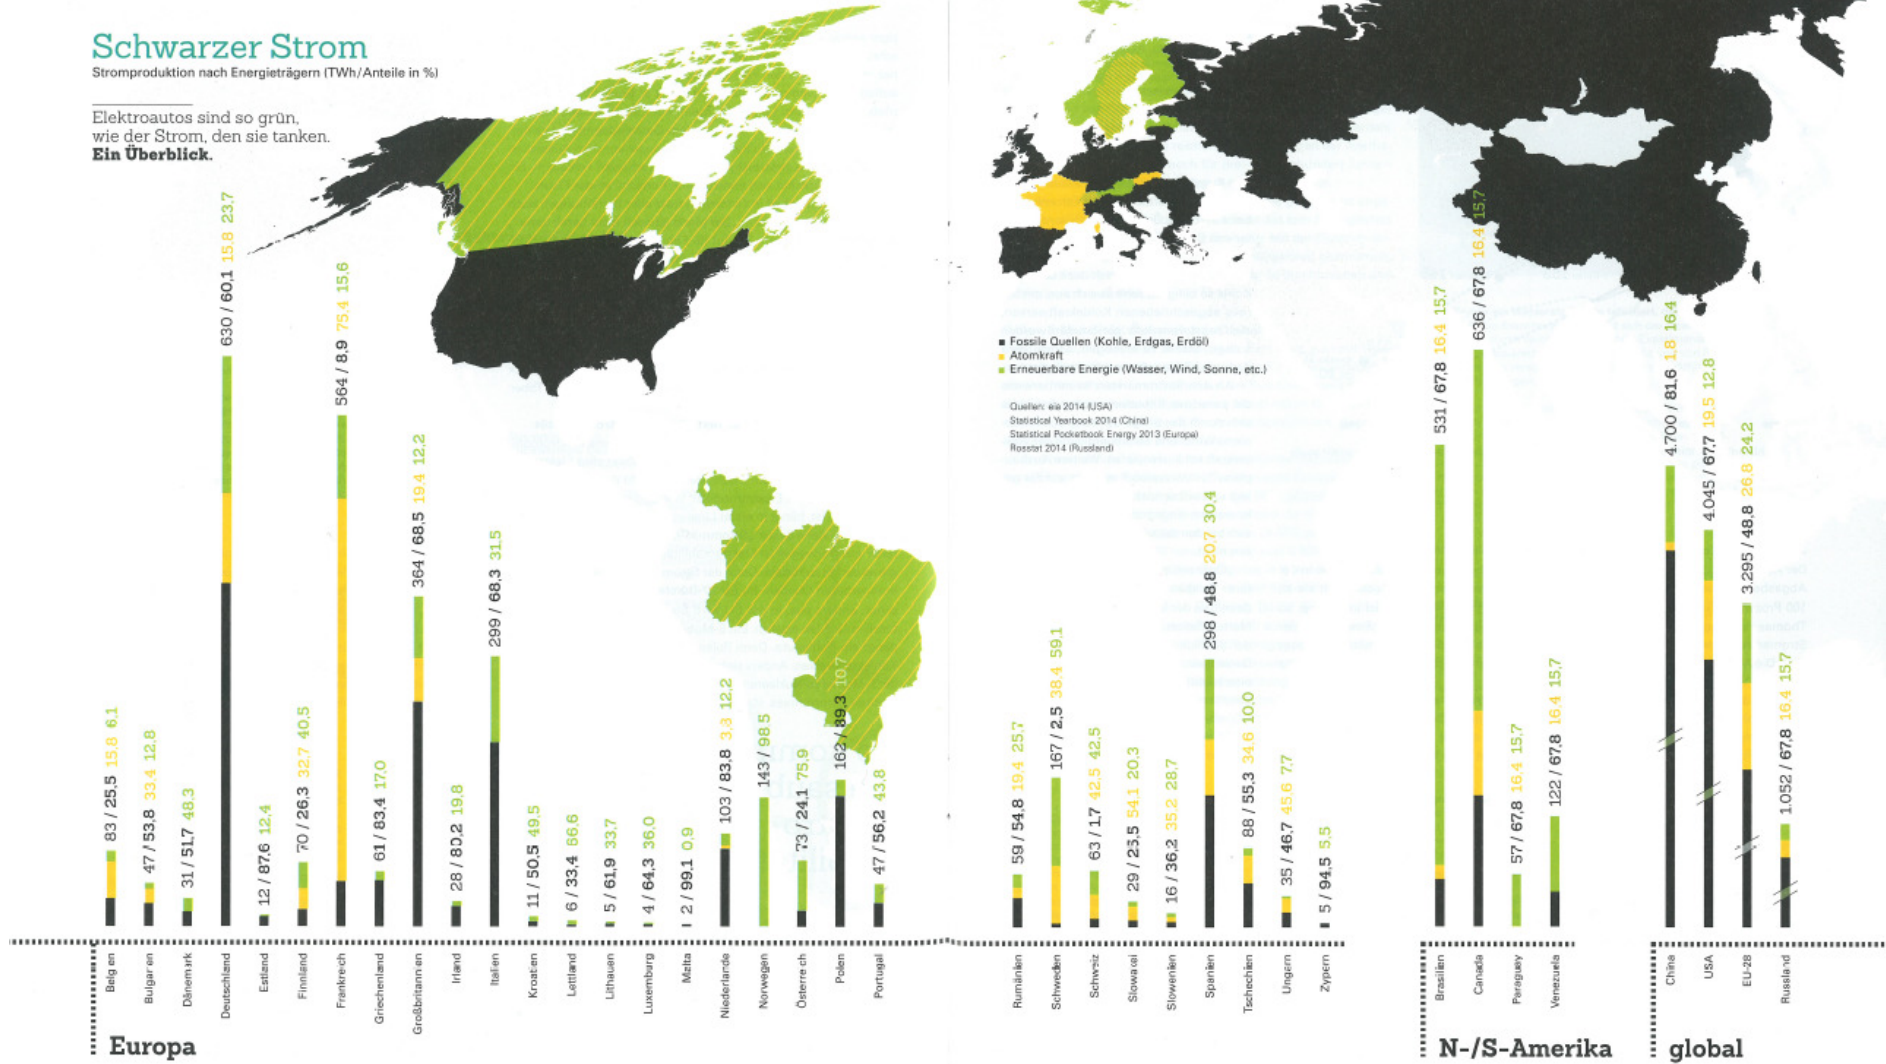 Schwarzer Strom
Stromproduktion nach Energieträgern (TWh/Anteile in %)
Elektroautos sind so grün,
wie der Strom, den sie tanken.
Ein Überblick.
■ Fossile Quellen (Kohle, Erdgas, Erdöl)
■ Atomkraft
■ Erneuerbare Energie (Wasser, Wind, Sonne, etc.)
Quellen: eia 2014 (USA)
Statistical Yearbook 2014 (China)
Statistical Pocketbook Energy 2013 (Europa)
Rosstat 2014 (Russland)
83 / 25,5 15,8 6,1
47 / 53,8 33,4 12,8
31 / 51,7 48,3
630 / 60,1 15,8 23,7
12 / 87,6 12,4
70 / 26,3 32,7 40,5
564 / 8,9 75,4 15,6
61 / 83,4 17,0
364 / 68,5 19,4 12,2
28 / 80,2 19,8
299 / 68,3 31,5
11 / 50,5 49,5
6 / 33,4 66,6
5 / 61,9 33,7
4 / 64,3 36,0
2 / 99,1 0,9
103 / 83,8 3,8 12,2
143 / 98,5
73 / 24,1 75,9
162 / 89,3 10,7
47 / 56,2 43,8
59 / 54,8 19,4 25,7
167 / 2,5 38,4 59,1
63 / 1,7 42,5 42,5
29 / 25,5 54,1 20,3
16 / 36,2 35,2 28,7
298 / 48,8 20,7 30,4
88 / 55,3 34,6 10,0
35 / 46,7 45,6 7,7
5 / 94,5 5,5
531 / 67,8 16,4 15,7
636 / 67,8 16,4 15,7
57 / 67,8 16,4 15,7
122 / 67,8 16,4 15,7
4.700 / 81,6 1,8 16,4
4.045 / 67,7 19,5 12,8
3.295 / 48,8 26,8 24,2
1.052 / 67,8 16,4 15,7
Belgien
Bulgarien
Dänemark
Deutschland
Estland
Finnland
Frankreich
Griechenland
Großbritannien
Irland
Italien
Kroatien
Lettland
Lithauen
Luxemburg
Malta
Niederlande
Norwegen
Österreich
Polen
Portugal
Rumänien
Schweden
Schweiz
Slowakei
Slowenien
Spanien
Tschechien
Ungarn
Zypern
Brasilien
Canada
Paraguay
Venezuela
China
USA
EU-28
Russland
Europa
N-/S-Amerika
global